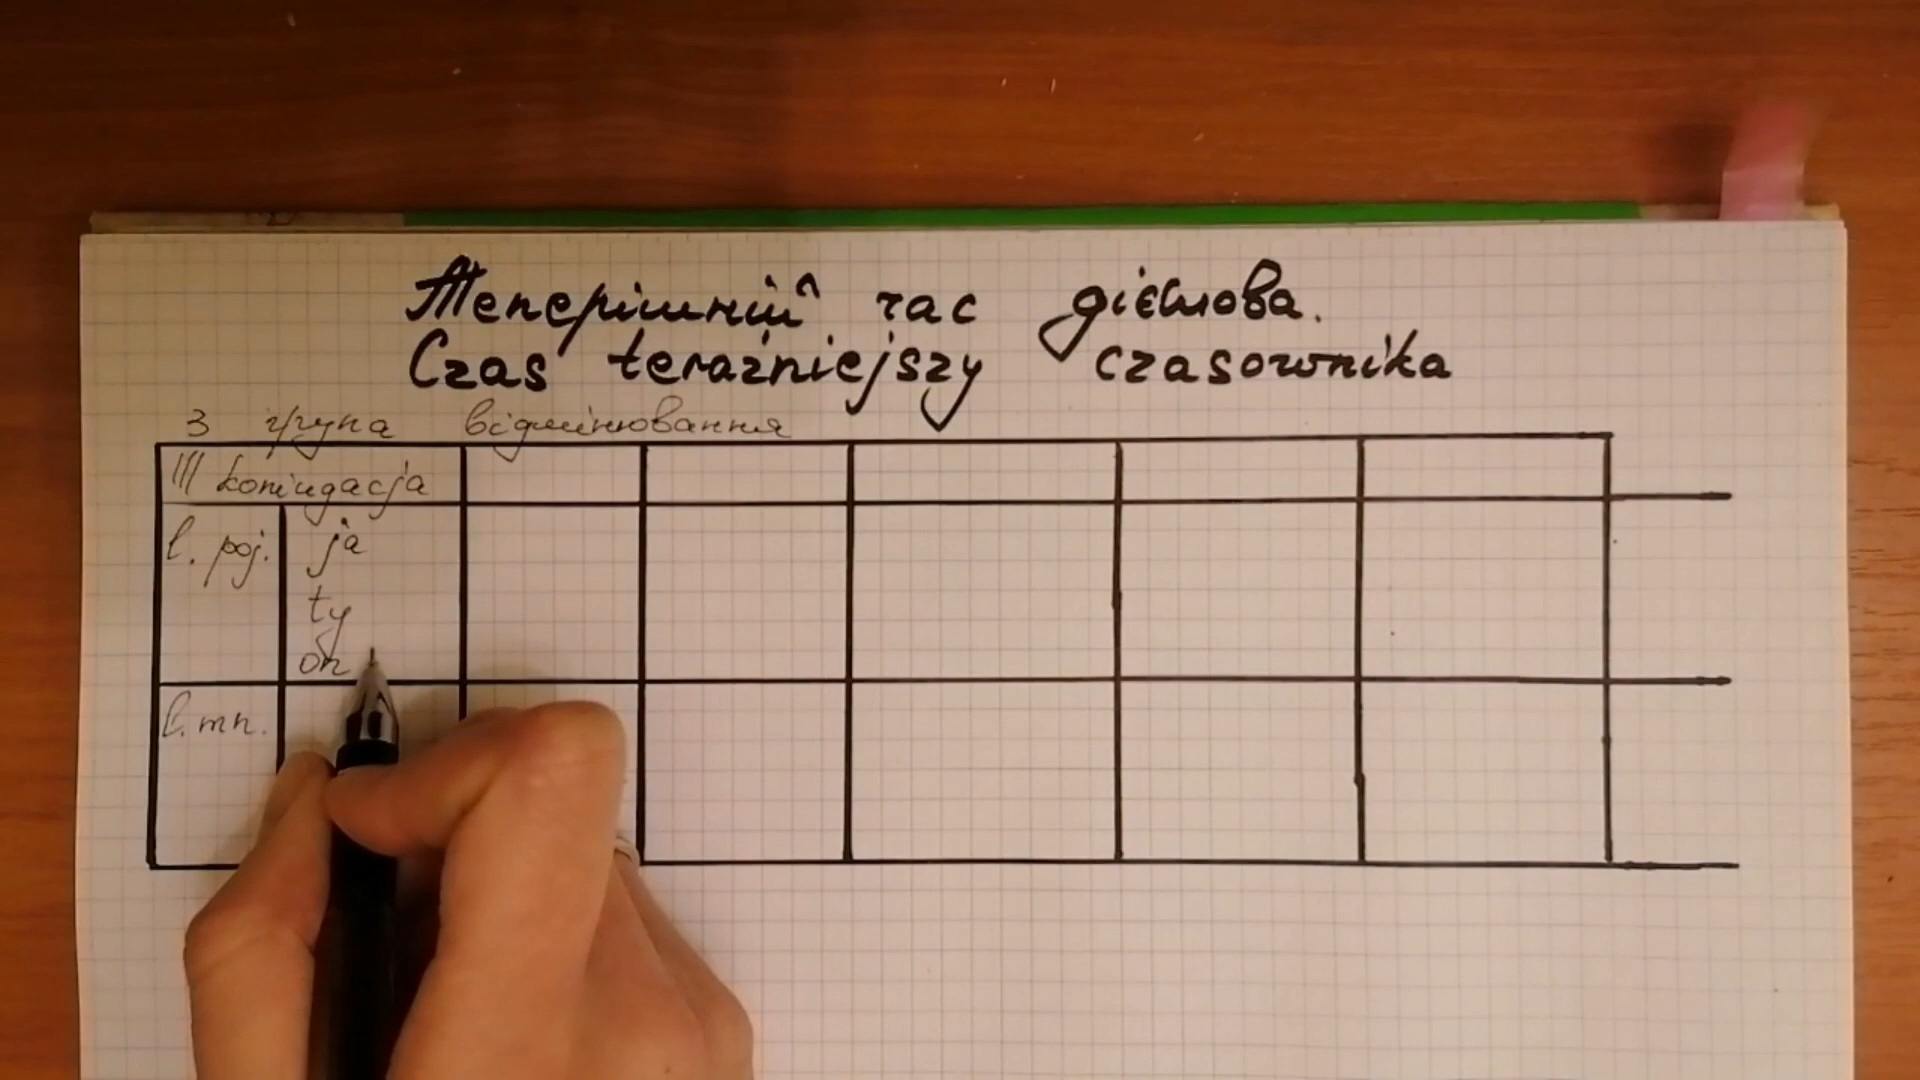 Теперішній час дієслова.
Czas teraźniejszy czasownika
3 група відмінювання
III koniugacja
l. poj.
ja
ty
on
l. mn.